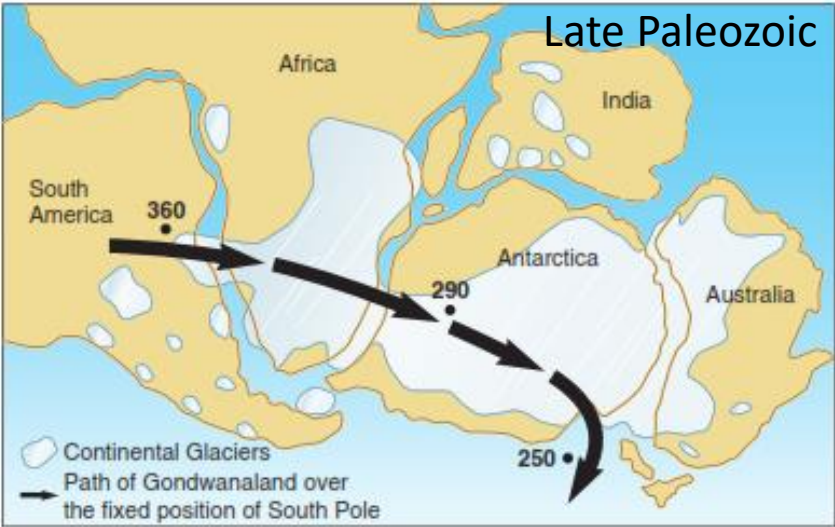 Late Paleozoic
Africa
India
South
America
360
Antarctica
290
Australia
250
Continental Glaciers
Path of Gondwanaland over
the fixed position of South Pole